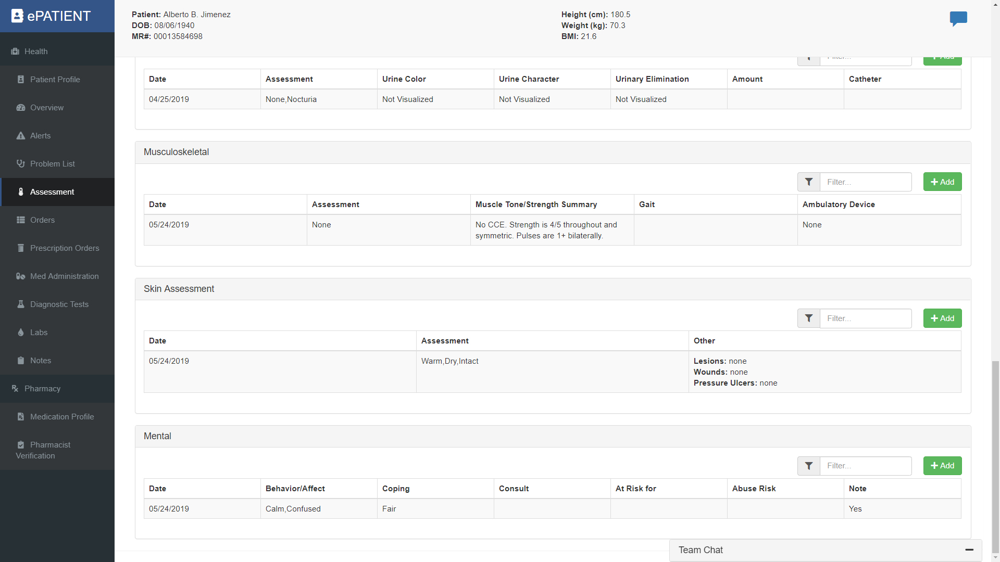 ePATIENT
Patient: Alberto B. Jimenez
DOB: 08/06/1940
MR#: 00013584698
Height (cm): 180.5
Weight (kg): 70.3
BMI: 21.6
Health
Patient Profile
Overview
Alerts
Problem List
Assessment
Orders
Prescription Orders
Med Administration
Diagnostic Tests
Labs
Notes
Pharmacy
Medication Profile
Pharmacist
Verification
Filter... Add
Date Assessment Urine Color Urine Character Urinary Elimination Amount Catheter
04/25/2019 None,Nocturia Not Visualized Not Visualized Not Visualized
Musculoskeletal
Filter... Add
Date Assessment Muscle Tone/Strength Summary Gait Ambulatory Device
05/24/2019 None No CCE. Strength is 4/5 throughout and None
symmetric. Pulses are 1+ bilaterally.
Skin Assessment
Filter... Add
Date Assessment Other
05/24/2019 Warm,Dry,Intact Lesions: none
Wounds: none
Pressure Ulcers: none
Mental
Filter... Add
Date Behavior/Affect Coping Consult At Risk for Abuse Risk Note
05/24/2019 Calm,Confused Fair Yes
Team Chat